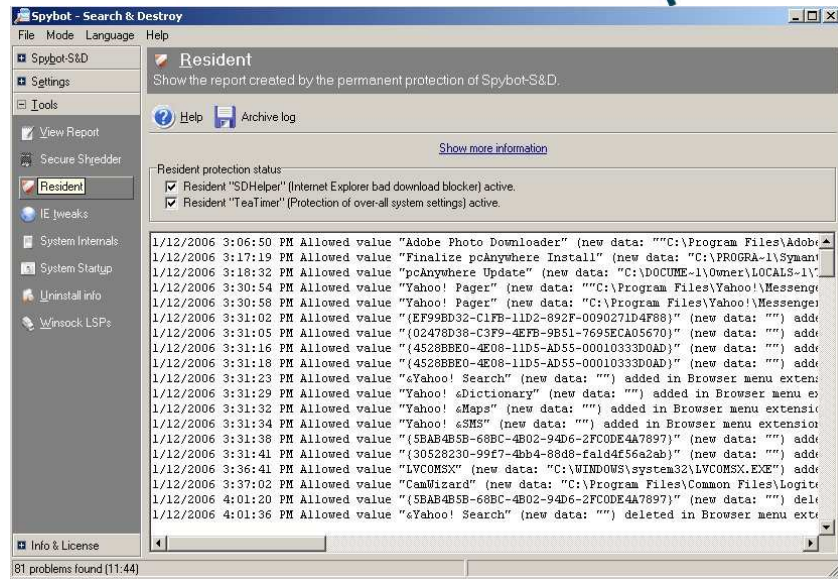 Spybot - Search & Destroy
File Mode Language Help
Spybot-S&D
Settings
Tools
View Report
Secure Shredder
Resident
IE tweaks
System Internals
System Startup
Uninstall info
Winsock LSPs
Info & License
Resident
Show the report created by the permanent protection of Spybot-S&D.
Help Archive log
Show more information
Resident protection status
Resident "SDHelper" (Internet Explorer bad download blocker) active.
Resident "TeaTimer" (Protection of over-all system settings) active.
1/12/2006 3:06:50 PM Allowed value "Adobe Photo Downloader" (new data: ""C:\Program Files\Adobe
1/12/2006 3:17:19 PM Allowed value "Finalize pcAnywhere Install" (new data: "C:\PROGRA~1\Symant
1/12/2006 3:18:32 PM Allowed value "pcAnywhere Update" (new data: "C:\DOCUME~1\Owner\LOCALS~1\T
1/12/2006 3:30:54 PM Allowed value "Yahoo! Pager" (new data: ""C:\Program Files\Yahoo!\Messenge
1/12/2006 3:30:58 PM Allowed value "Yahoo! Pager" (new data: "C:\Program Files\Yahoo!\Messenger
1/12/2006 3:31:02 PM Allowed value "{EF99BD32-C1FB-11D2-892F-0090271D4F88}" (new data: "") adde
1/12/2006 3:31:05 PM Allowed value "{02478D38-C3F9-4EFB-9B51-7695ECA05670}" (new data: "") adde
1/12/2006 3:31:16 PM Allowed value "{4528BBE0-4E08-11D5-AD55-00010333D0AD}" (new data: "") adde
1/12/2006 3:31:18 PM Allowed value "{4528BBE0-4E08-11D5-AD55-00010333D0AD}" (new data: "") adde
1/12/2006 3:31:23 PM Allowed value "&Yahoo! Search" (new data: "") added in Browser menu extens
1/12/2006 3:31:29 PM Allowed value "Yahoo! &Dictionary" (new data: "") added in Browser menu ex
1/12/2006 3:31:32 PM Allowed value "Yahoo! &Maps" (new data: "") added in Browser menu extensio
1/12/2006 3:31:34 PM Allowed value "Yahoo! &SMS" (new data: "") added in Browser menu extension
1/12/2006 3:31:38 PM Allowed value "{5BAB4B5B-68BC-4B02-94D6-2FC0DE4A7897}" (new data: "") adde
1/12/2006 3:31:41 PM Allowed value "{30528230-99f7-4bb4-88d8-fa1d4f56a2ab}" (new data: "") adde
1/12/2006 3:36:41 PM Allowed value "LVCOMSX" (new data: "C:\WINDOWS\system32\LVCOMSX.EXE") adde
1/12/2006 3:37:02 PM Allowed value "CamWizard" (new data: "C:\Program Files\Common Files\Logite
1/12/2006 4:01:20 PM Allowed value "{5BAB4B5B-68BC-4B02-94D6-2FC0DE4A7897}" (new data: "") dele
1/12/2006 4:01:36 PM Allowed value "&Yahoo! Search" (new data: "") deleted in Browser menu exte
81 problems found (11:44)